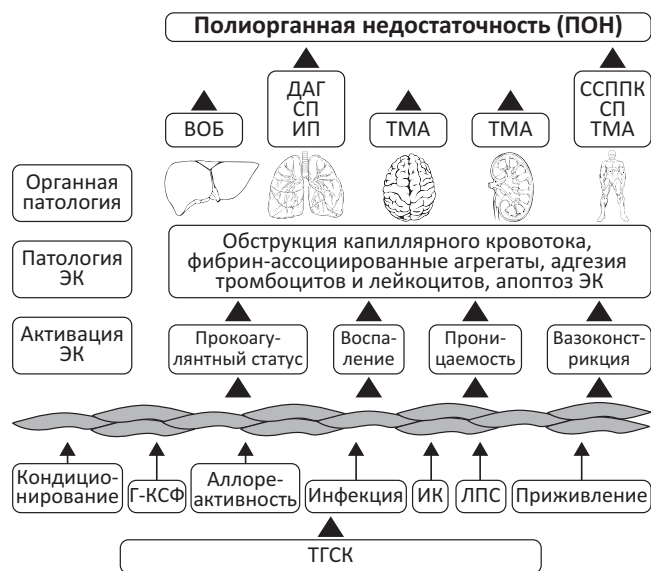 Полиорганная недостаточность (ПОН)
ВОБ
ДАГ
СП
ИП
ТМА
ТМА
ССППК
СП
ТМА
Органная
патология
Патология
ЭК
Обструкция капиллярного кровотока,
фибрин-ассоциированные агрегаты, адгезия
тромбоцитов и лейкоцитов, апоптоз ЭК
Активация
ЭК
Прокоагу-
лянтный статус
Воспа-
ление
Прони-
цаемость
Вазоконст-
рикция
Кондицио-
нирование
Г-КСФ
Аллоре-
активность
Инфекция
ИК
ЛПС
Приживление
ТГСК